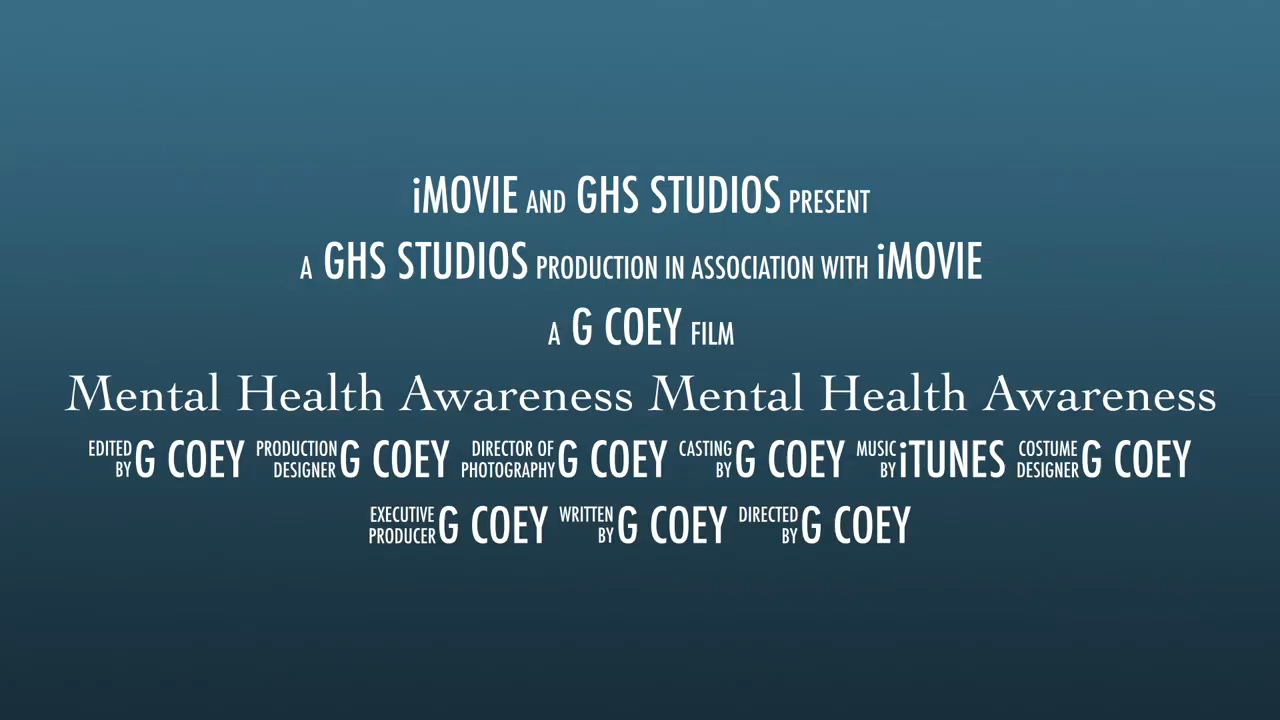 iMOVIE AND GHS STUDIOS PRESENT
A GHS STUDIOS PRODUCTION IN ASSOCIATION WITH iMOVIE
A G COEY FILM
Mental Health Awareness Mental Health Awareness
EDITED BY G COEY PRODUCTION DESIGNER G COEY DIRECTOR OF PHOTOGRAPHY G COEY CASTING BY G COEY MUSIC BY iTUNES COSTUME DESIGNER G COEY
EXECUTIVE PRODUCER G COEY WRITTEN BY G COEY DIRECTED BY G COEY